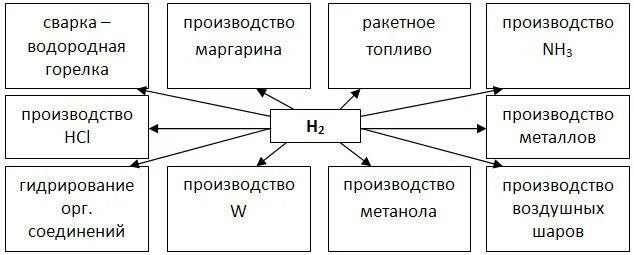 сварка –
водородная
горелка
производство
маргарина
ракетное
топливо
производство
NH3
производство
HCl
H2
производство
металлов
гидрирование
орг.
соединений
производство
W
производство
метанола
производство
воздушных
шаров